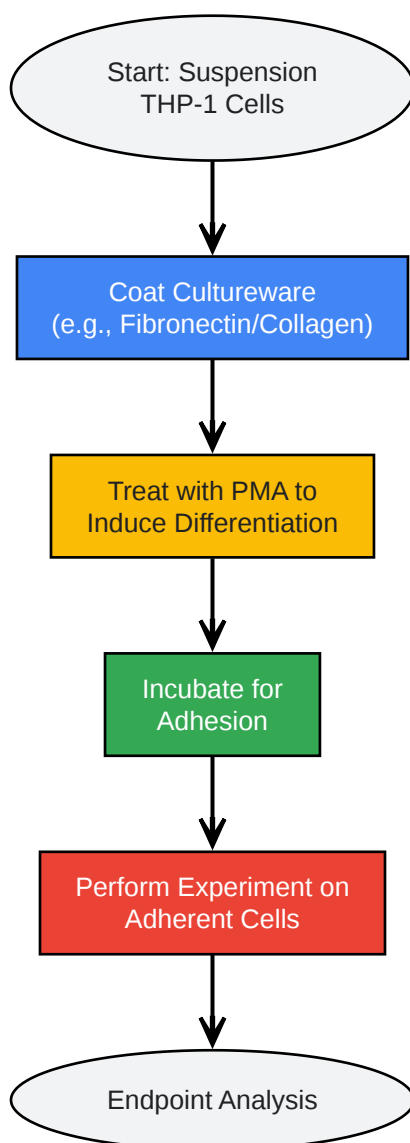 Start: Suspension
THP-1 Cells
Coat Cultureware
(e.g., Fibronectin/Collagen)
Treat with PMA to
Induce Differentiation
Incubate for
Adhesion
Perform Experiment on
Adherent Cells
Endpoint Analysis